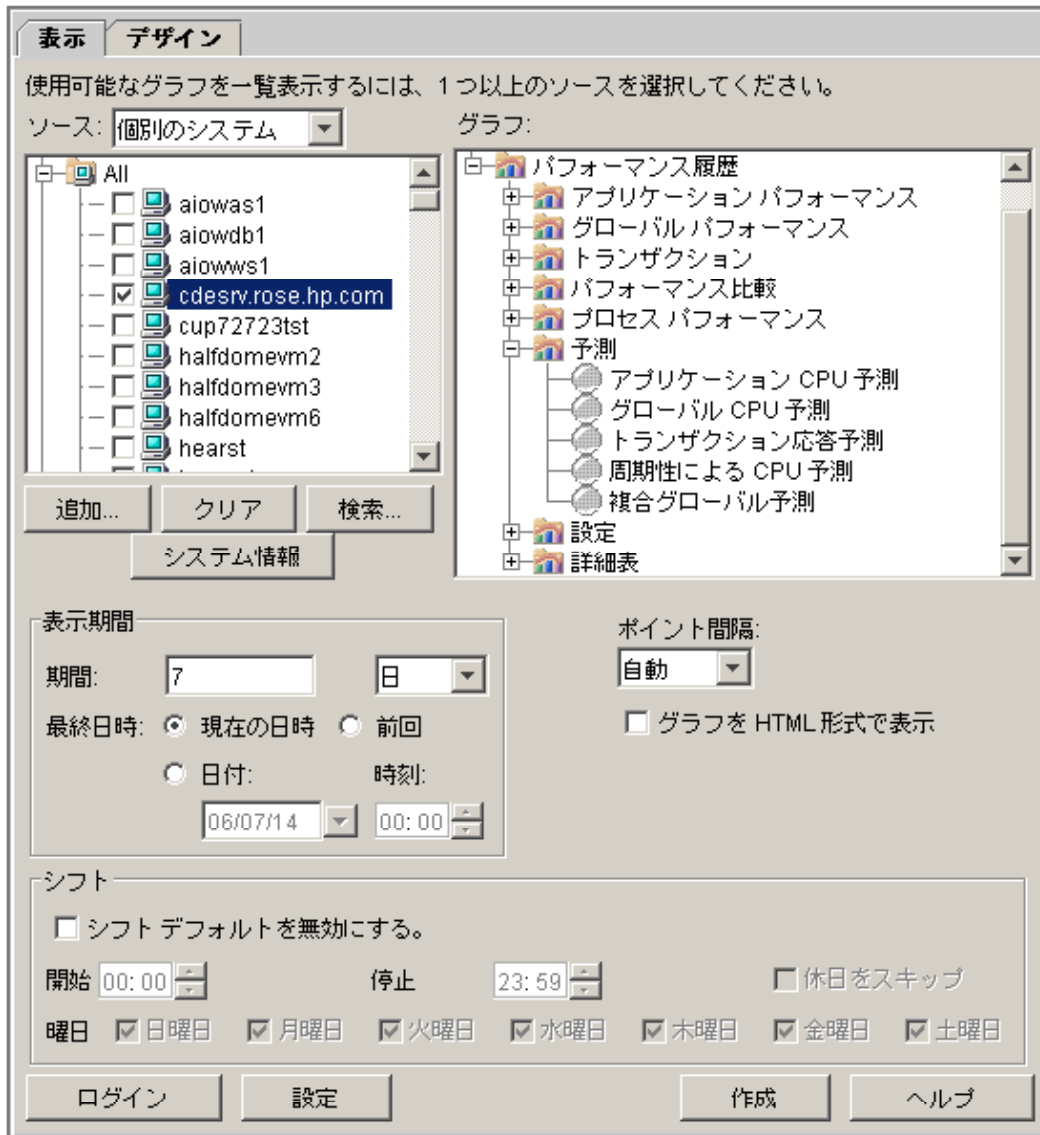 表示 デザイン
使用可能なグラフを一覧表示するには、1つ以上のソースを選択してください。
ソース: 個別のシステム
グラフ:
All
aiowas1
aiowdb1
aiowws1
cdesrv.rose.hp.com
cup72723tst
halfdomevm2
halfdomevm3
halfdomevm6
hearst
追加... クリア 検索...
システム情報
パフォーマンス履歴
アプリケーション パフォーマンス
グローバル パフォーマンス
トランザクション
パフォーマンス比較
プロセス パフォーマンス
予測
アプリケーション CPU 予測
グローバル CPU 予測
トランザクション応答予測
周期性による CPU 予測
複合グローバル予測
設定
詳細表
表示期間
期間: 7 日
最終日時: 現在の日時 前回
日付: 時刻:
06/07/14 00:00
ポイント間隔:
自動
グラフを HTML 形式で表示
シフト
シフト デフォルトを無効にする。
開始 00:00 停止 23:59 休日をスキップ
曜日 日曜日 月曜日 火曜日 水曜日 木曜日 金曜日 土曜日
ログイン 設定 作成 ヘルプ